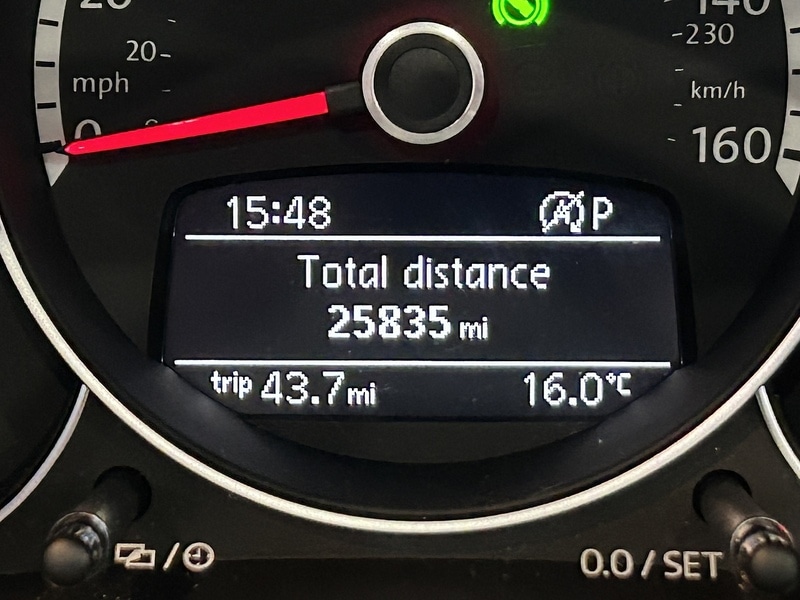 20 140
20 230
mph km/h
0 160
15:48 P
Total distance
25835 mi
trip 43.7 mi 16.0°C
0.0 / SET